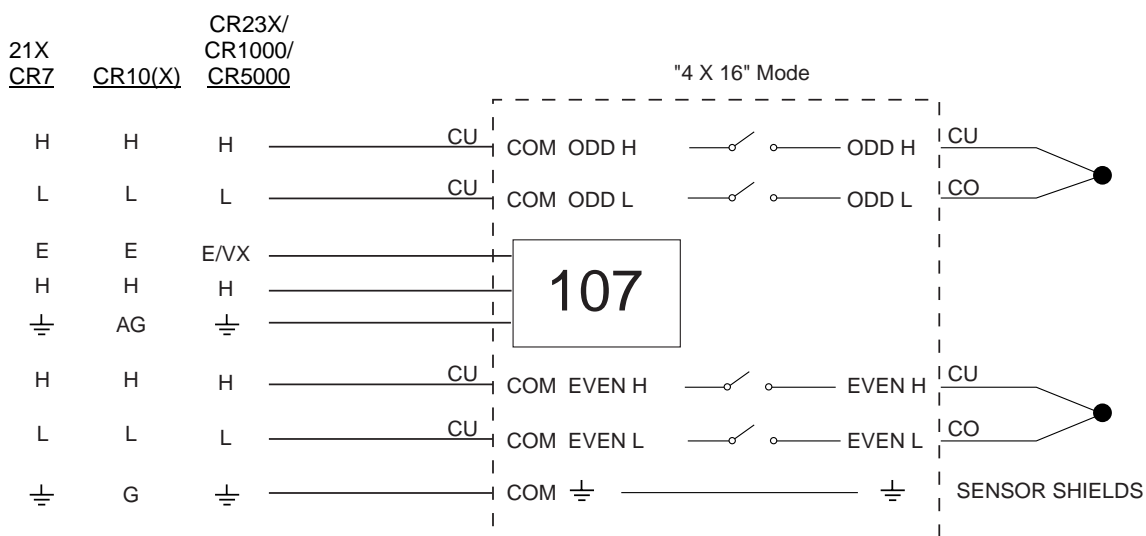 CR23X/
21X CR1000/
CR7 CR10(X) CR5000
"4 X 16" Mode
H H H CU COM ODD H ODD H CU
L L L CU COM ODD L ODD L CO
E E E/VX
H H H
107
AG
H H H CU COM EVEN H EVEN H CU
L L L CU COM EVEN L EVEN L CO
G COM SENSOR SHIELDS